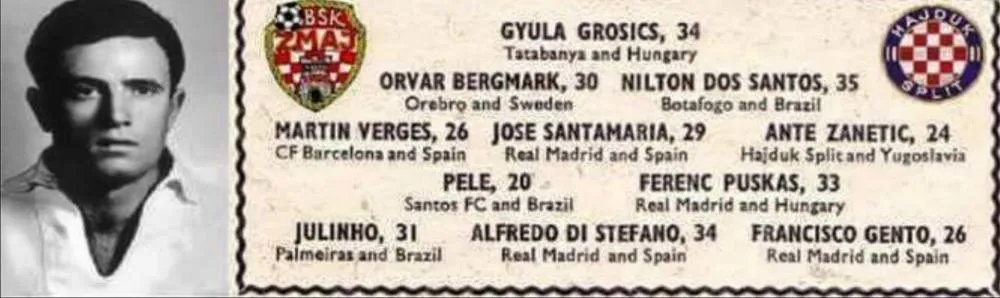 BŠK
ZMAJ
HAJDUK
SPLIT
GYULA GROSICS, 34
Tatabanya and Hungary
ORVAR BERGMARK, 30 NILTON DOS SANTOS, 35
Orebro and Sweden Botafogo and Brazil
MARTIN VERGES, 26 JOSE SANTAMARIA, 29 ANTE ZANETIC, 24
CF Barcelona and Spain Real Madrid and Spain Hajduk Split and Yugoslavia
PELE, 20 FERENC PUSKAS, 33
Santos FC and Brazil Real Madrid and Hungary
JULINHO, 31 ALFREDO DI STEFANO, 34 FRANCISCO GENTO, 26
Palmeiras and Brazil Real Madrid and Spain Real Madrid and Spain